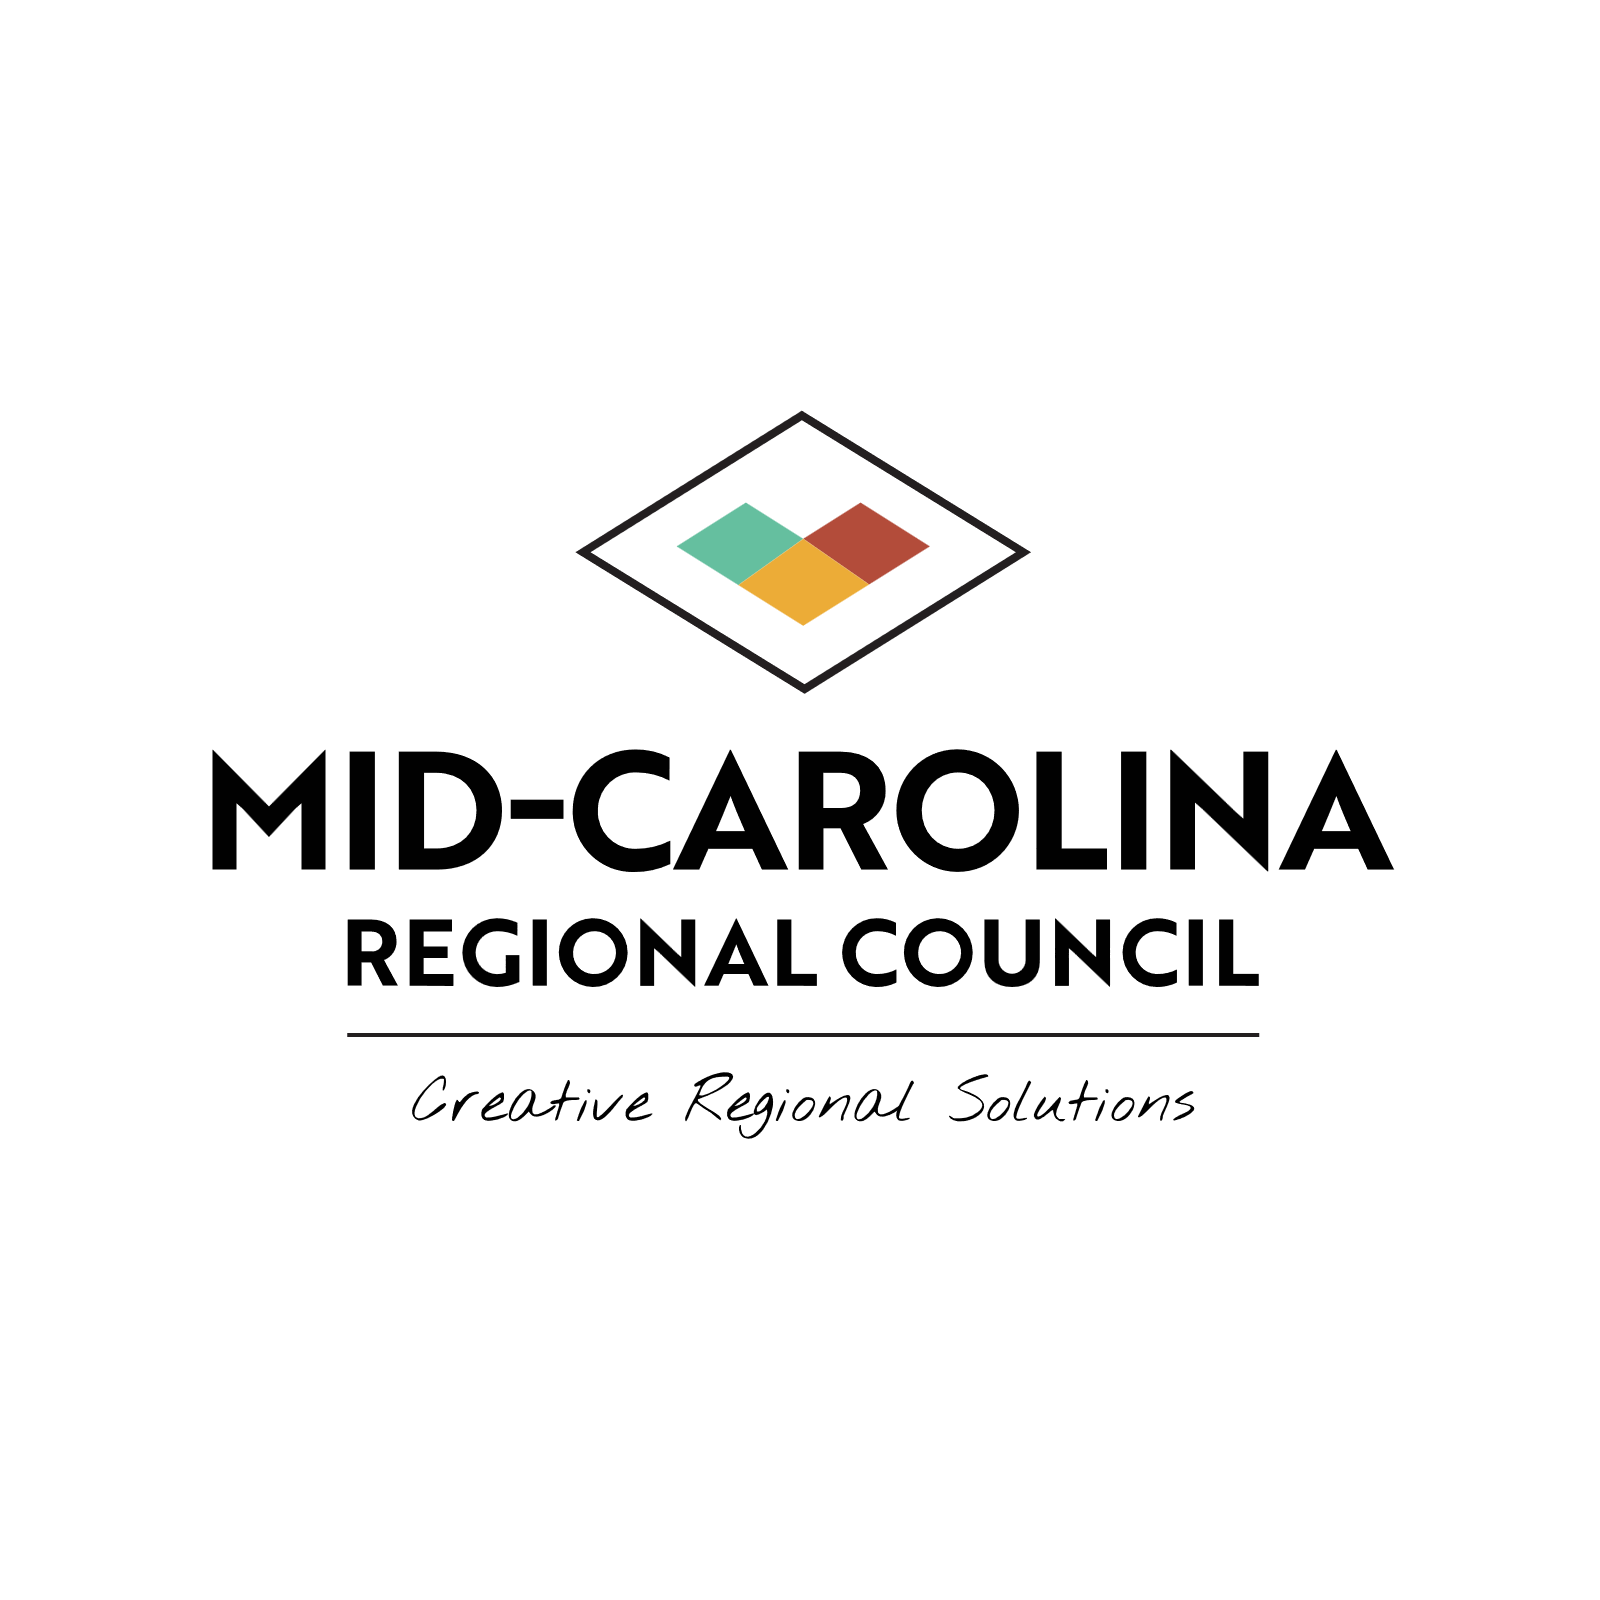 MID-CAROLINA
REGIONAL COUNCIL
Creative Regional Solutions